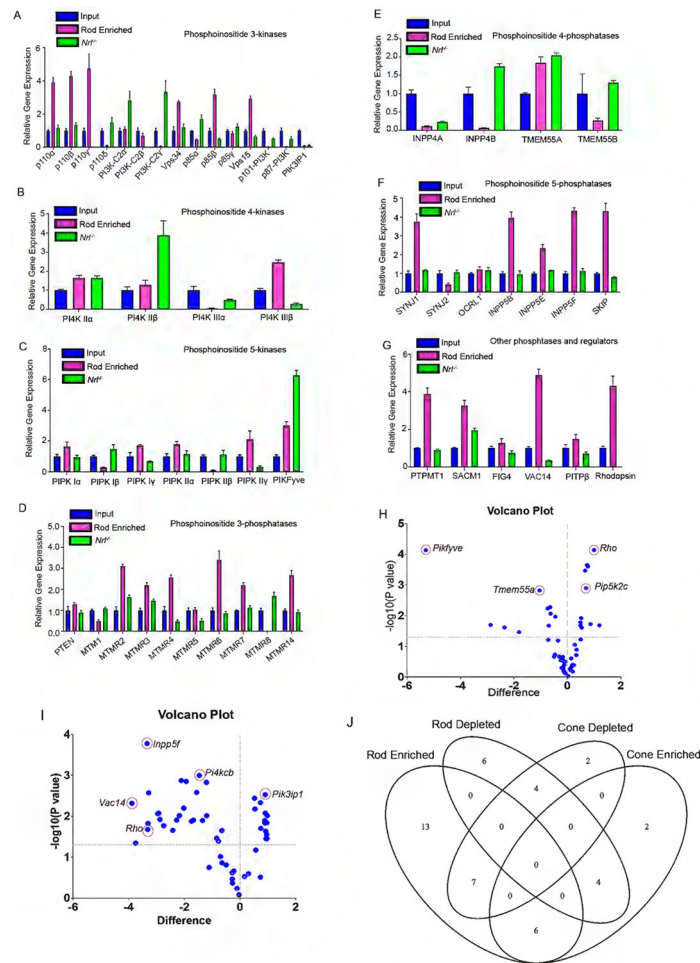 A
Input
Rod Enriched
Nrl-/-
Phosphoinositide 3-kinases
Relative Gene Expression
6
4
2
0
p110α
p110β
p110γ
p110δ
PI3K-C2α
PI3K-C2β
PI3K-C2γ
Vps34
p85α
p85β
p85γ
Vps15
p101-PI3K
p87-PI3K
PIK3IP1
B
Input
Rod Enriched
Nrl-/-
Phosphoinositide 4-kinases
Relative Gene Expression
5
4
3
2
1
0
PI4K IIα
PI4K IIβ
PI4K IIIα
PI4K IIIβ
C
Input
Rod Enriched
Nrl-/-
Phosphoinositide 5-kinases
Relative Gene Expression
8
6
4
2
0
PIPK Iα
PIPK Iβ
PIPK Iγ
PIPK IIα
PIPK IIβ
PIPK IIγ
PIKFyve
D
Input
Rod Enriched
Nrl-/-
Phosphoinositide 3-phosphatases
Relative Gene Expression
5.0
4.0
3.0
2.0
1.0
0.0
PTEN
MTM1
MTMR2
MTMR3
MTMR4
MTMR5
MTMR6
MTMR7
MTMR8
MTMR14
E
Input
Rod Enriched
Nrl-/-
Phosphoinositide 4-phosphatases
Relative Gene Expression
3.0
2.5
2.0
1.5
1.0
0.5
0.0
INPP4A
INPP4B
TMEM55A
TMEM55B
F
Input
Rod Enriched
Nrl-/-
Phosphoinositide 5-phosphatases
Relative Gene Expression
6
5
4
3
2
1
0
SYNJ1
SYNJ2
OCRL1
INPP5B
INPP5E
INPP5F
SKIP
G
Input
Rod Enriched
Nrl-/-
Other phosphtases and regulators
Relative Gene Expression
6
4
2
0
PTPMT1
SACM1
FIG4
VAC14
PITPβ
Rhodopsin
H
Volcano Plot
-log10(P value)
5
4
3
2
1
0
Pikfyve
Rho
Tmem55a
Pip5k2c
-6
-4
-2
0
2
Difference
I
Volcano Plot
-log10(P value)
4
3
2
1
0
Inpp5f
Pi4kcb
Vac14
Pik3ip1
Rho
-6
-4
-2
0
2
Difference
J
Rod Depleted
Cone Depleted
Rod Enriched
Cone Enriched
6
2
4
0
0
13
0
0
2
0
7
0
0
4
6